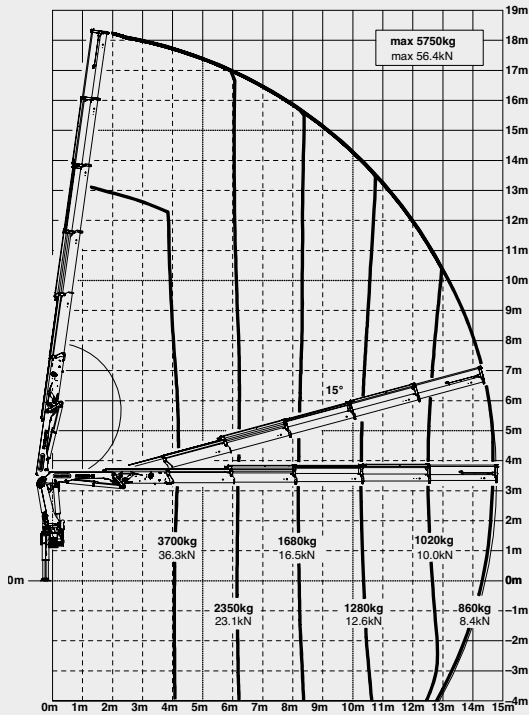 19m
max 5750kg
max 56.4kN
18m
17m
16m
15m
14m
13m
12m
11m
10m
9m
8m
7m
15°
6m
5m
4m
3m
3700kg
36.3kN
1680kg
16.5kN
1020kg
10.0kN
2m
1m
0m
0m
2350kg
23.1kN
1280kg
12.6kN
860kg
8.4kN
-1m
-2m
-3m
-4m
0m 1m 2m 3m 4m 5m 6m 7m 8m 9m 10m 11m 12m 13m 14m 15m